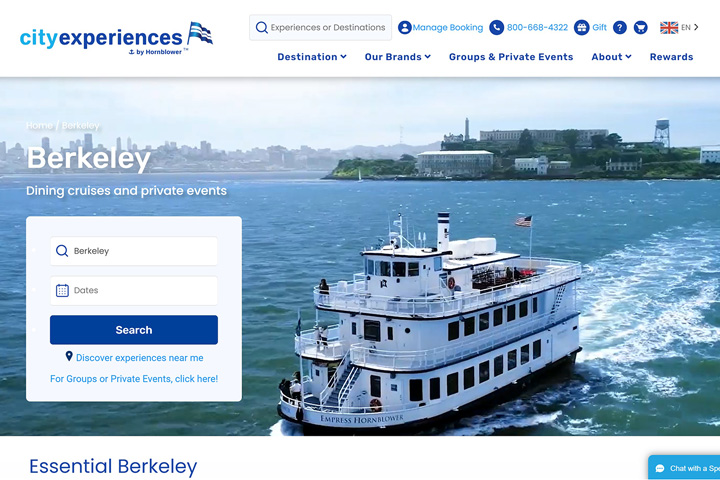 cityexperiences
by Hornblower™
Experiences or Destinations
Manage Booking
800-668-4322
Gift
?
EN
Destination
Our Brands
Groups & Private Events
About
Rewards
Home / Berkeley
Berkeley
Dining cruises and private events
Berkeley
Dates
Search
Discover experiences near me
For Groups or Private Events, click here!
EMPRESS HORNBLOWER
Essential Berkeley
Chat with a Spe